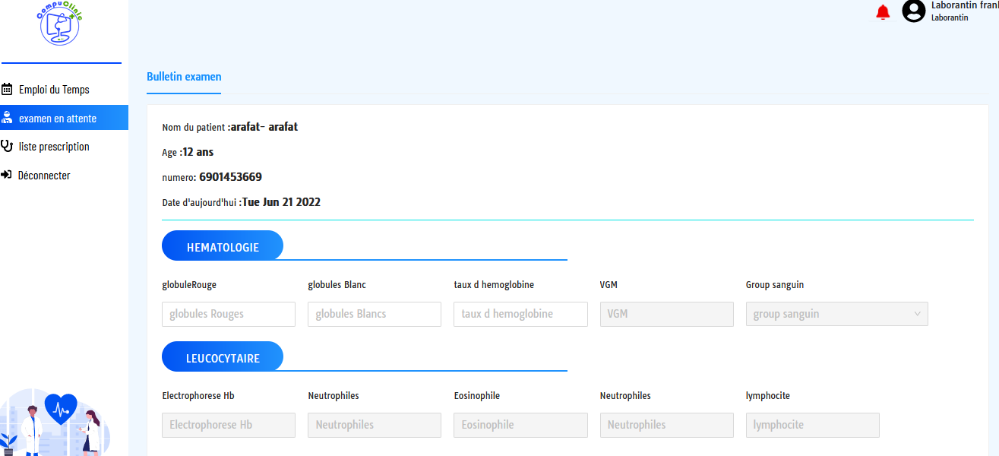 CompuClinic
Laborantin frank
Laborantin
Emploi du Temps
examen en attente
liste prescription
Déconnecter
Bulletin examen
Nom du patient :arafat- arafat
Age :12 ans
numero: 6901453669
Date d'aujourd'hui :Tue Jun 21 2022
HEMATOLOGIE
globuleRouge globules Blanc taux d hemoglobine VGM Group sanguin
globules Rouges globules Blancs taux d hemoglobine VGM group sanguin
LEUCOCYTAIRE
Electrophorese Hb Neutrophiles Eosinophile Neutrophiles lymphocite
Electrophorese Hb Neutrophiles Eosinophile Neutrophiles lymphocite